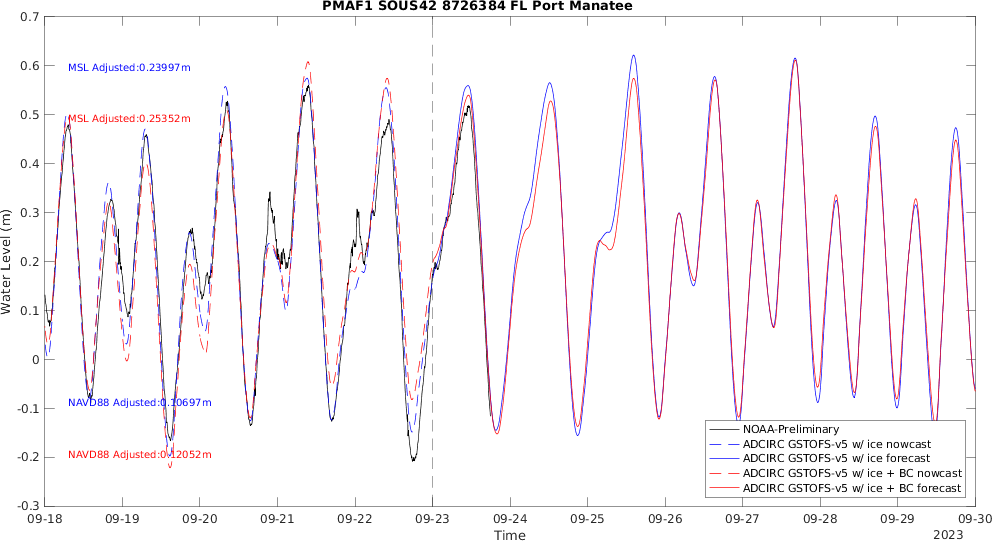 PMAF1 SOUS42 8726384 FL Port Manatee
Water Level (m)
0.7
0.6
0.5
0.4
0.3
0.2
0.1
0
-0.1
-0.2
-0.3
MSL Adjusted:0.23997m
MSL Adjusted:0.25352m
NAVD88 Adjusted:0.10697m
NAVD88 Adjusted:0.12052m
NOAA-Preliminary
ADCIRC GSTOFS-v5 w/ ice nowcast
ADCIRC GSTOFS-v5 w/ ice forecast
ADCIRC GSTOFS-v5 w/ ice + BC nowcast
ADCIRC GSTOFS-v5 w/ ice + BC forecast
09-18 09-19 09-20 09-21 09-22 09-23 09-24 09-25 09-26 09-27 09-28 09-29 09-30
Time
2023